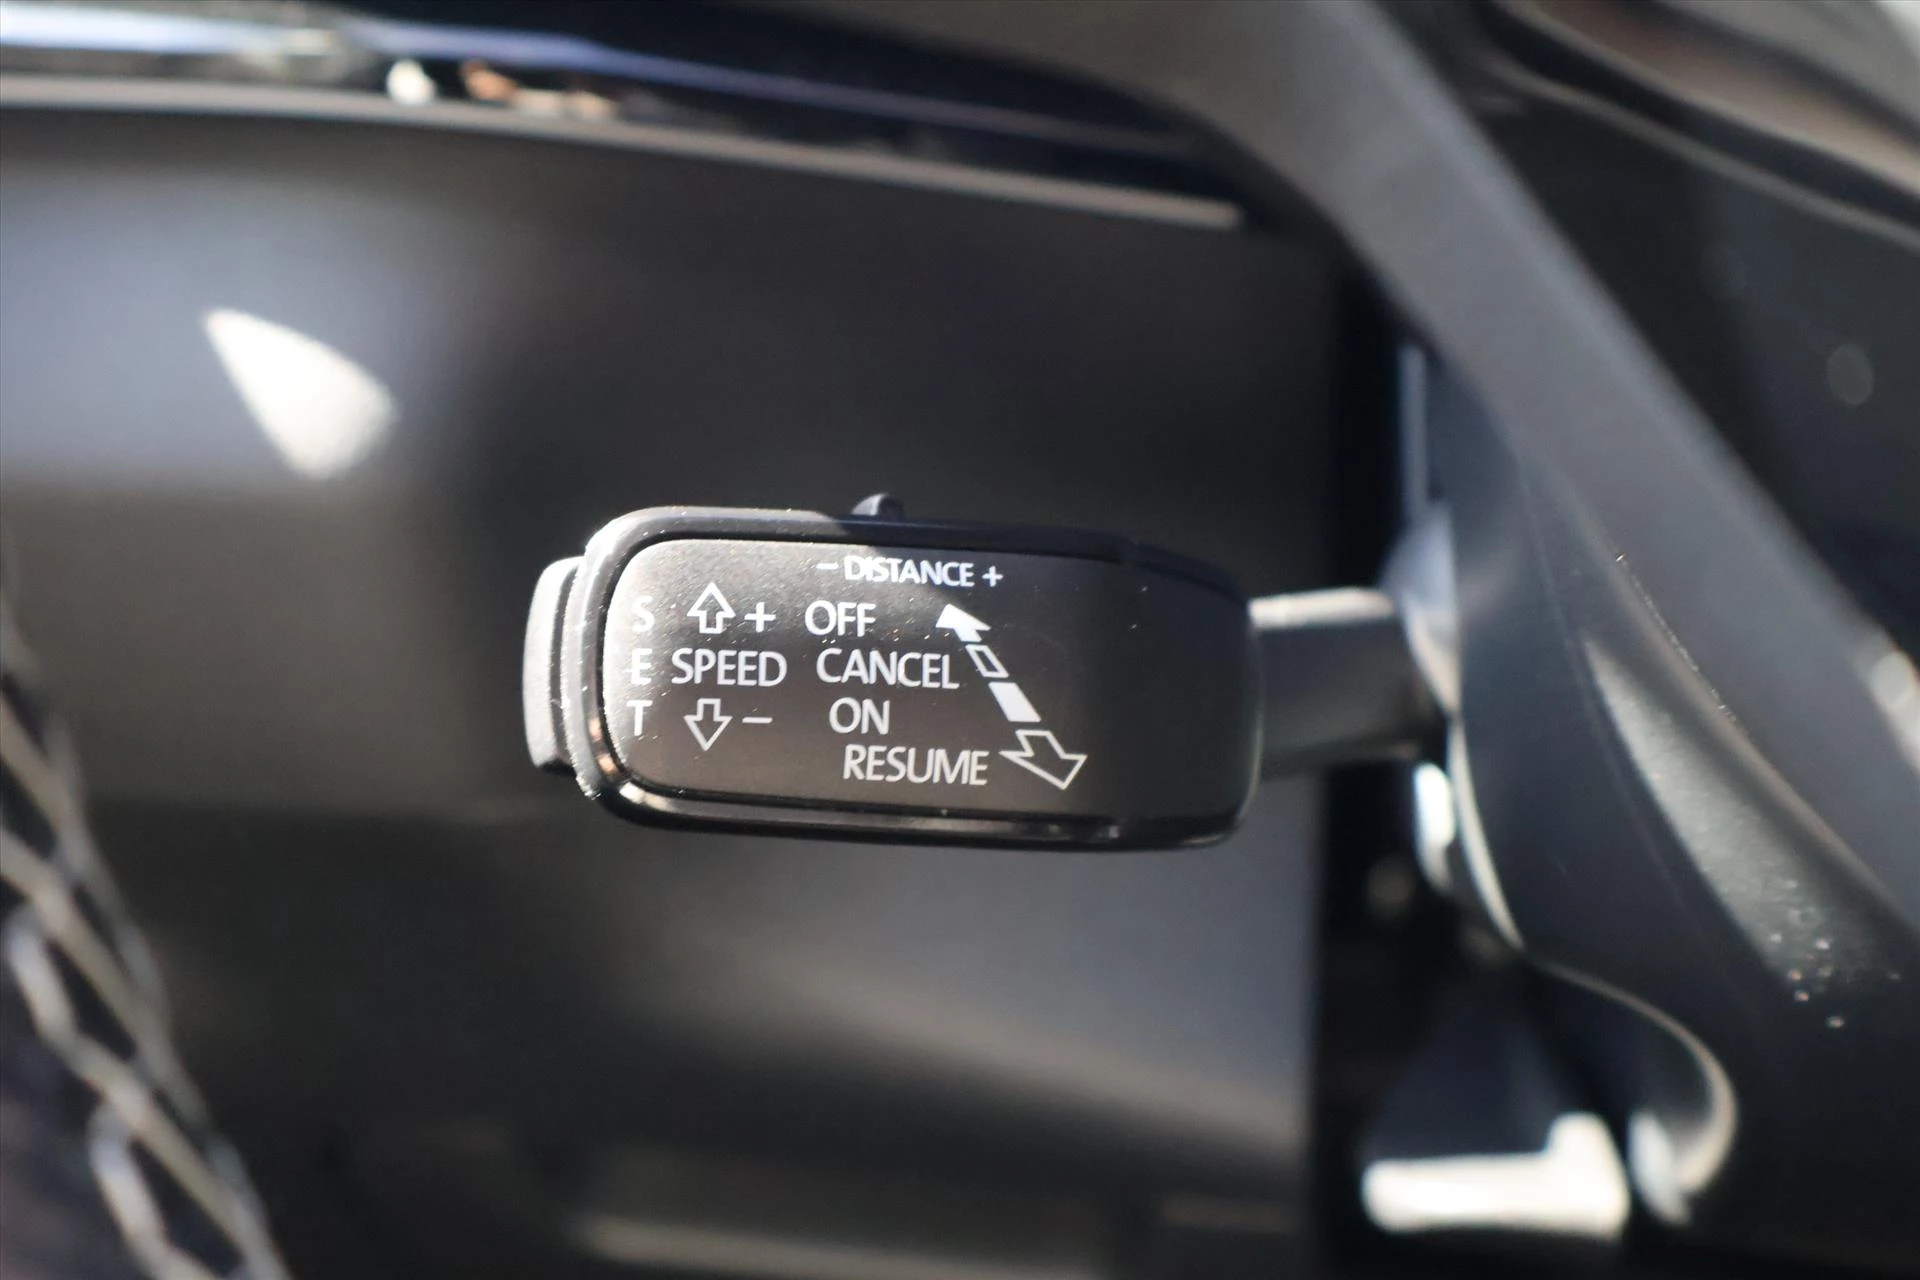 – DISTANCE +
S + OFF
E SPEED CANCEL
T – ON
RESUME